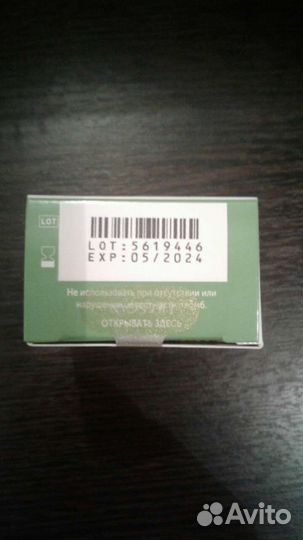 LOT
LOT:5619446
EXP:05/2024
Не использовать при отсутствии или
ОТКРЫВАТЬ ЗДЕСЬ
Avito